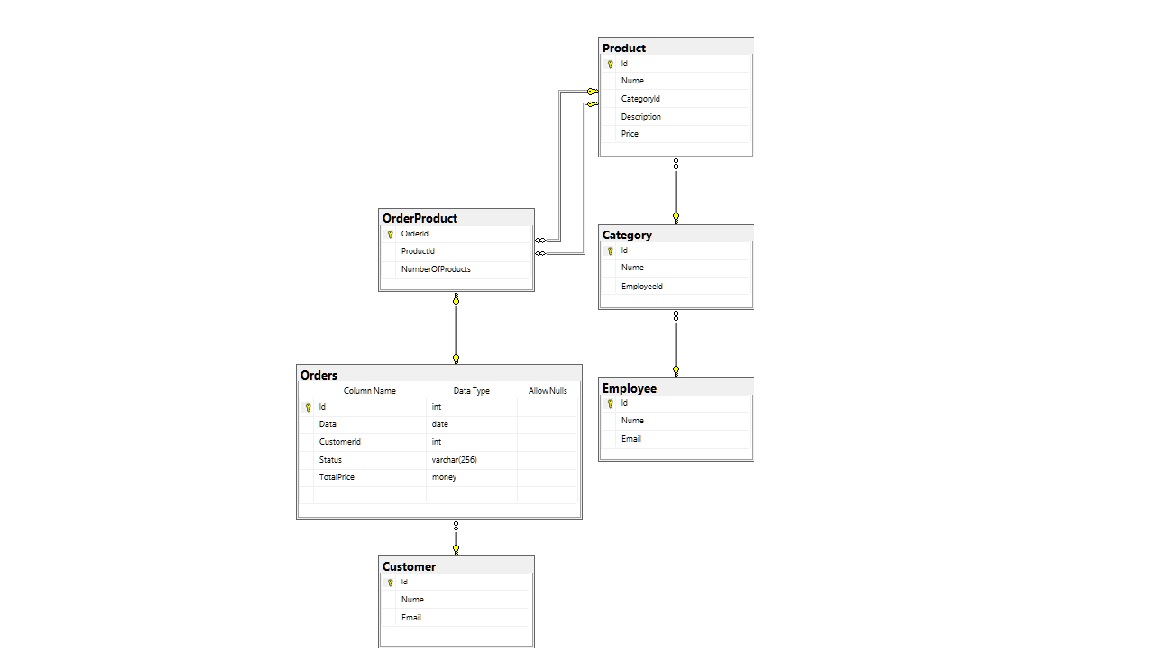 Product
Id
Name
CategoryId
Description
Price
OrderProduct
OrderId
ProductId
NumberOfProducts
Category
Id
Name
EmployeeId
Orders
Column Name Data Type Allow Nulls
Id int
Data date
CustomerId int
Status varchar(256)
TotalPrice money
Employee
Id
Name
Email
Customer
Id
Name
Email